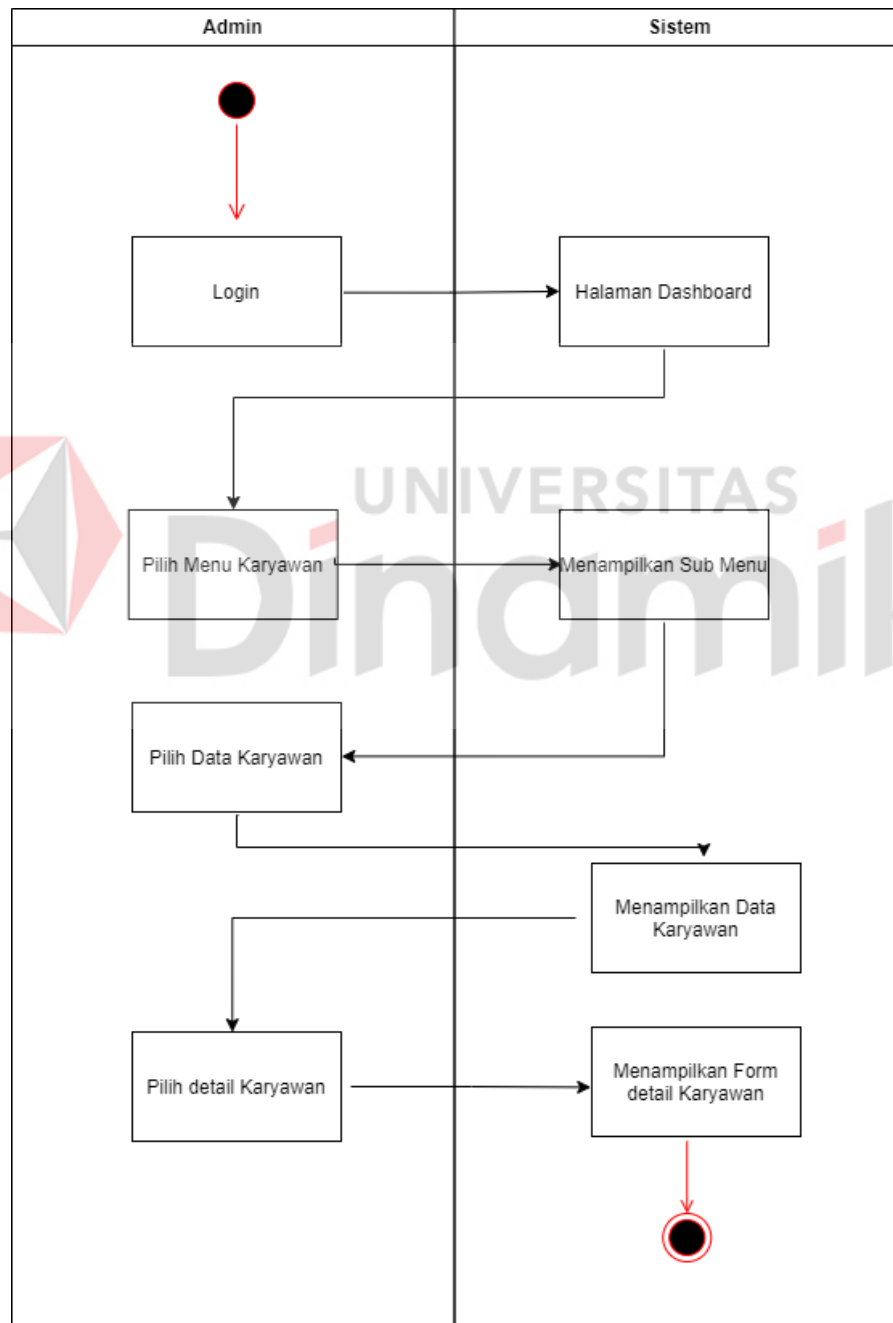 Admin
Sistem
Login
Halaman Dashboard
UNIVERSITAS
Dinamik
Pilih Menu Karyawan
Menampilkan Sub Menu
Pilih Data Karyawan
Menampilkan Data
Karyawan
Pilih detail Karyawan
Menampilkan Form
detail Karyawan